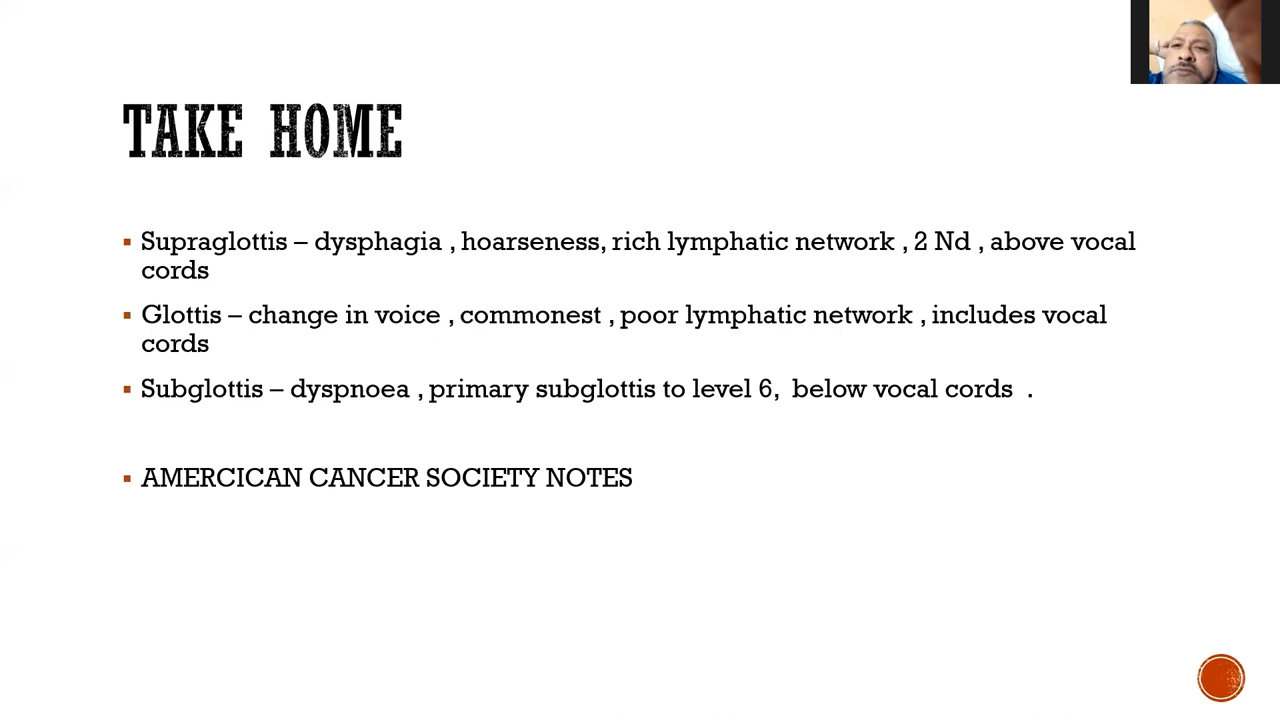 TAKE HOME
Supraglottis – dysphagia , hoarseness, rich lymphatic network , 2 Nd , above vocal
cords
Glottis – change in voice , commonest , poor lymphatic network , includes vocal
cords
Subglottis – dyspnoea , primary subglottis to level 6,  below vocal cords  .
AMERCICAN CANCER SOCIETY NOTES